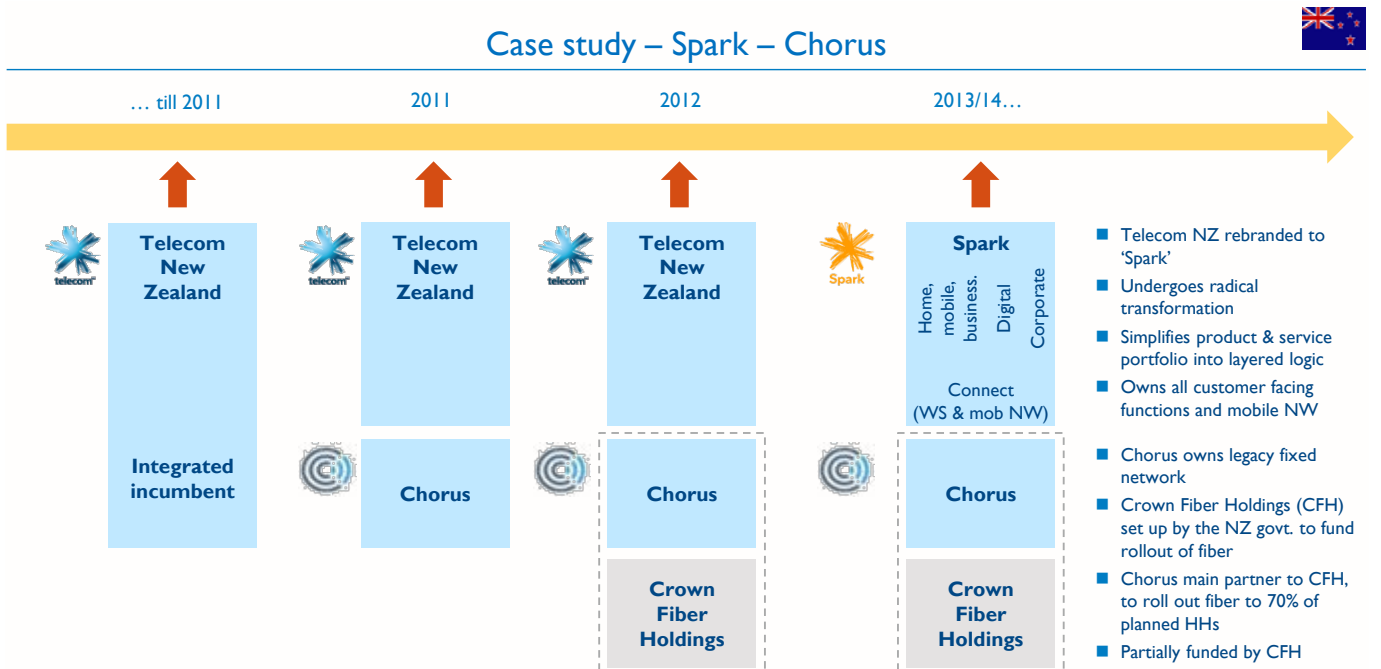 Case study – Spark – Chorus
… till 2011
2011
2012
2013/14…
telecom
Telecom
New
Zealand
Integrated
incumbent
telecom
Telecom
New
Zealand
Chorus
telecom
Telecom
New
Zealand
Chorus
Crown
Fiber
Holdings
Spark
Spark
Home,
mobile,
business.
Digital
Corporate
Connect
(WS & mob NW)
Chorus
Crown
Fiber
Holdings
■ Telecom NZ rebranded to
‘Spark’
■ Undergoes radical
transformation
■ Simplifies product & service
portfolio into layered logic
■ Owns all customer facing
functions and mobile NW
■ Chorus owns legacy fixed
network
■ Crown Fiber Holdings (CFH)
set up by the NZ govt. to fund
rollout of fiber
■ Chorus main partner to CFH,
to roll out fiber to 70% of
planned HHs
■ Partially funded by CFH